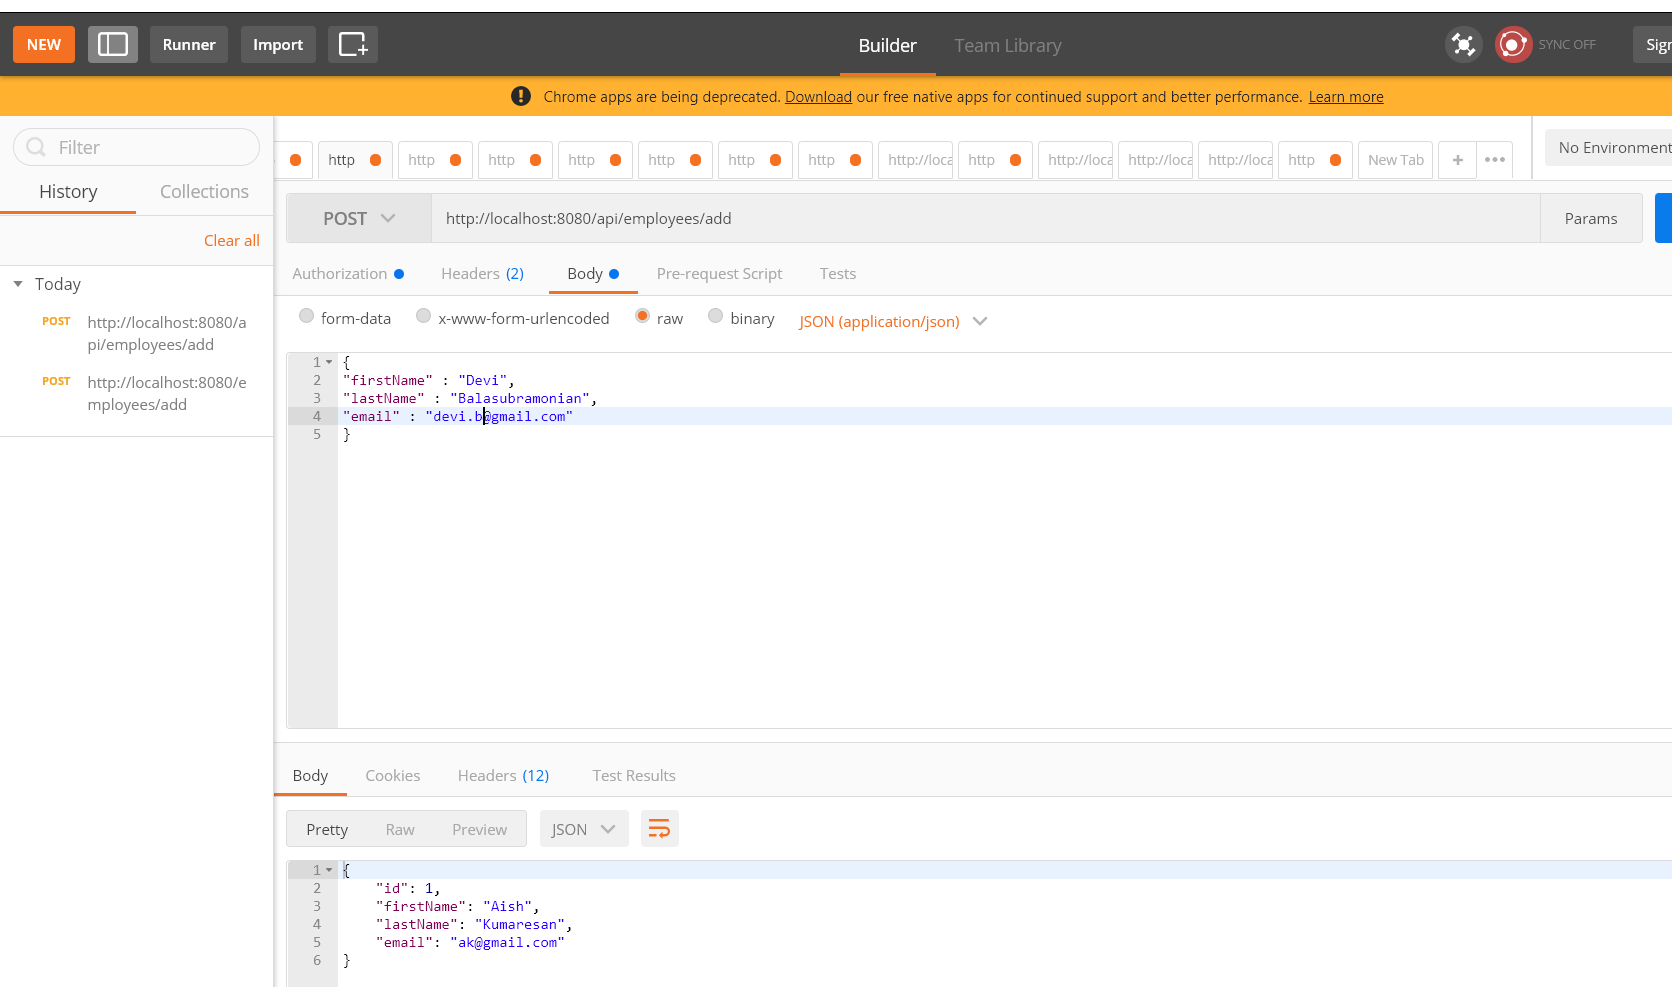 NEW Runner Import Builder Team Library SYNC OFF Sigr
Chrome apps are being deprecated. Download our free native apps for continued support and better performance. Learn more
Filter
History Collections
Clear all
Today
POST http://localhost:8080/a
pi/employees/add
POST http://localhost:8080/e
mployees/add
http http http http http http http http://loca http http://loca http://loca http://loca http New Tab + ••• No Environment
POST http://localhost:8080/api/employees/add Params
Authorization Headers (2) Body Pre-request Script Tests
form-data x-www-form-urlencoded raw binary JSON (application/json)
1 {
2 "firstName" : "Devi",
3 "lastName" : "Balasubramonian",
4 "email" : "devi.b@gmail.com"
5 }
Body Cookies Headers (12) Test Results
Pretty Raw Preview JSON
1 {
2 "id": 1,
3 "firstName": "Aish",
4 "lastName": "Kumaresan",
5 "email": "ak@gmail.com"
6 }